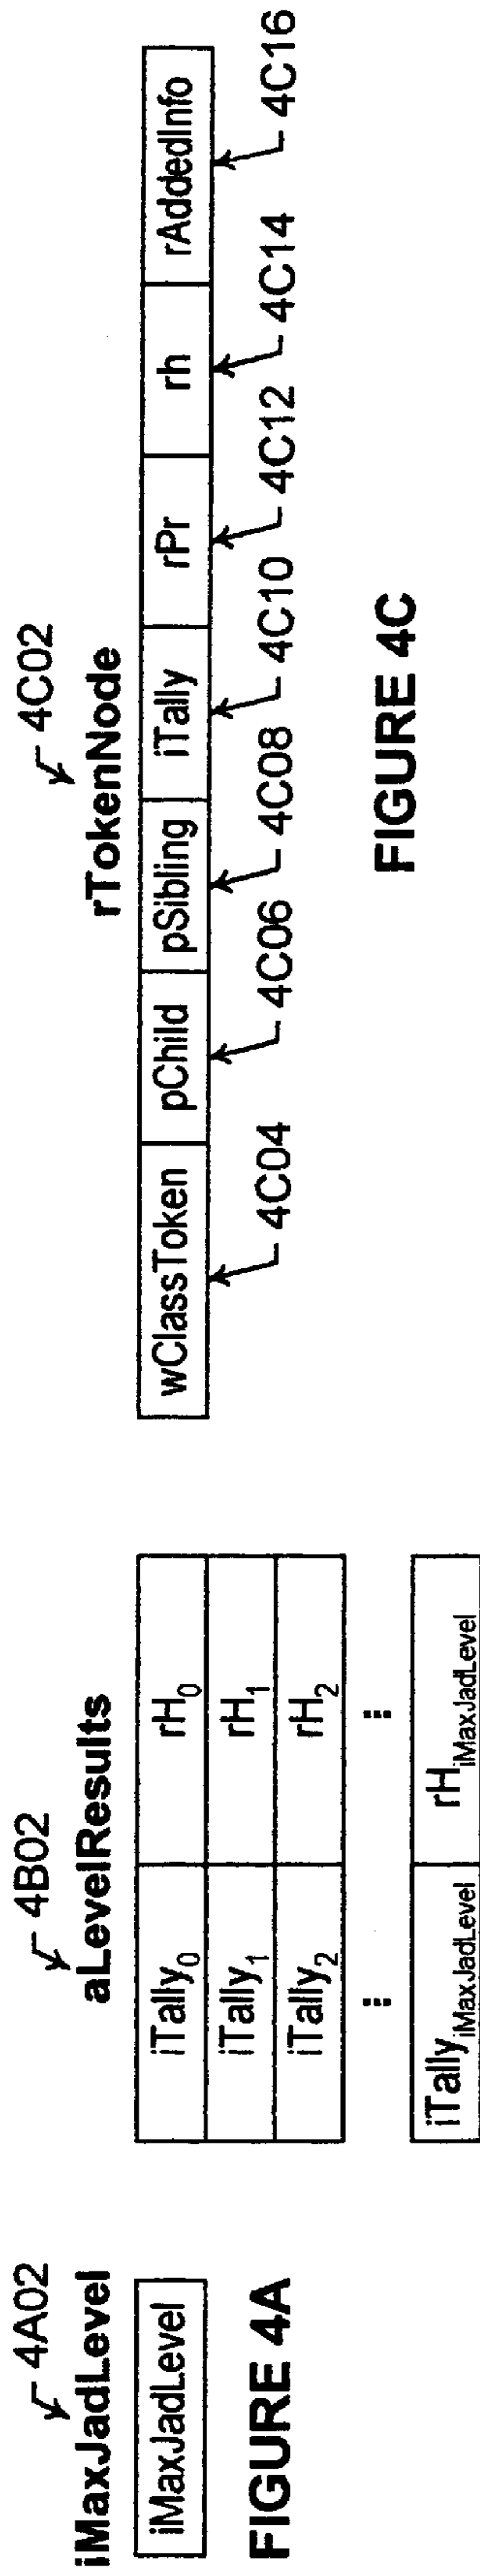 4A02
iMaxJadLevel
iMaxJadLevel
FIGURE 4A
4B02
aLevelResults
iTally0 rH0
iTally1 rH1
iTally2 rH2
: :
iTallyiMaxJadLevel rHiMaxJadLevel
4C02
rTokenNode
wClassToken pChild pSibling iTally rPr rh rAddedInfo
4C04 4C06 4C08 4C10 4C12 4C14 4C16
FIGURE 4C